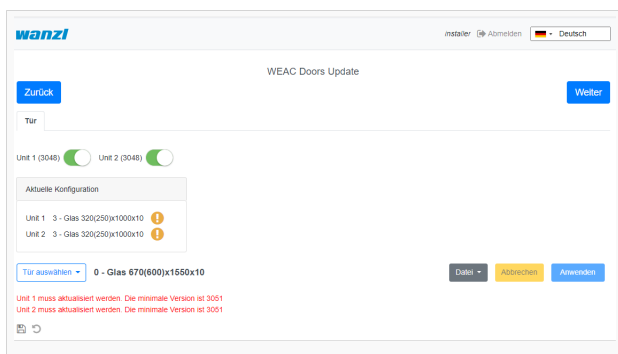 wanzl
installer Abmelden Deutsch
WEAC Doors Update
Zurück Weiter
Tür
Unit 1 (3048) Unit 2 (3048)
Aktuelle Konfiguration
Unit 1 3 - Glas 320(250)x1000x10
Unit 2 3 - Glas 320(250)x1000x10
Tür auswählen 0 - Glas 670(600)x1550x10 Datei Abbrechen Anwenden
Unit 1 muss aktualisiert werden. Die minimale Version ist 3051
Unit 2 muss aktualisiert werden. Die minimale Version ist 3051